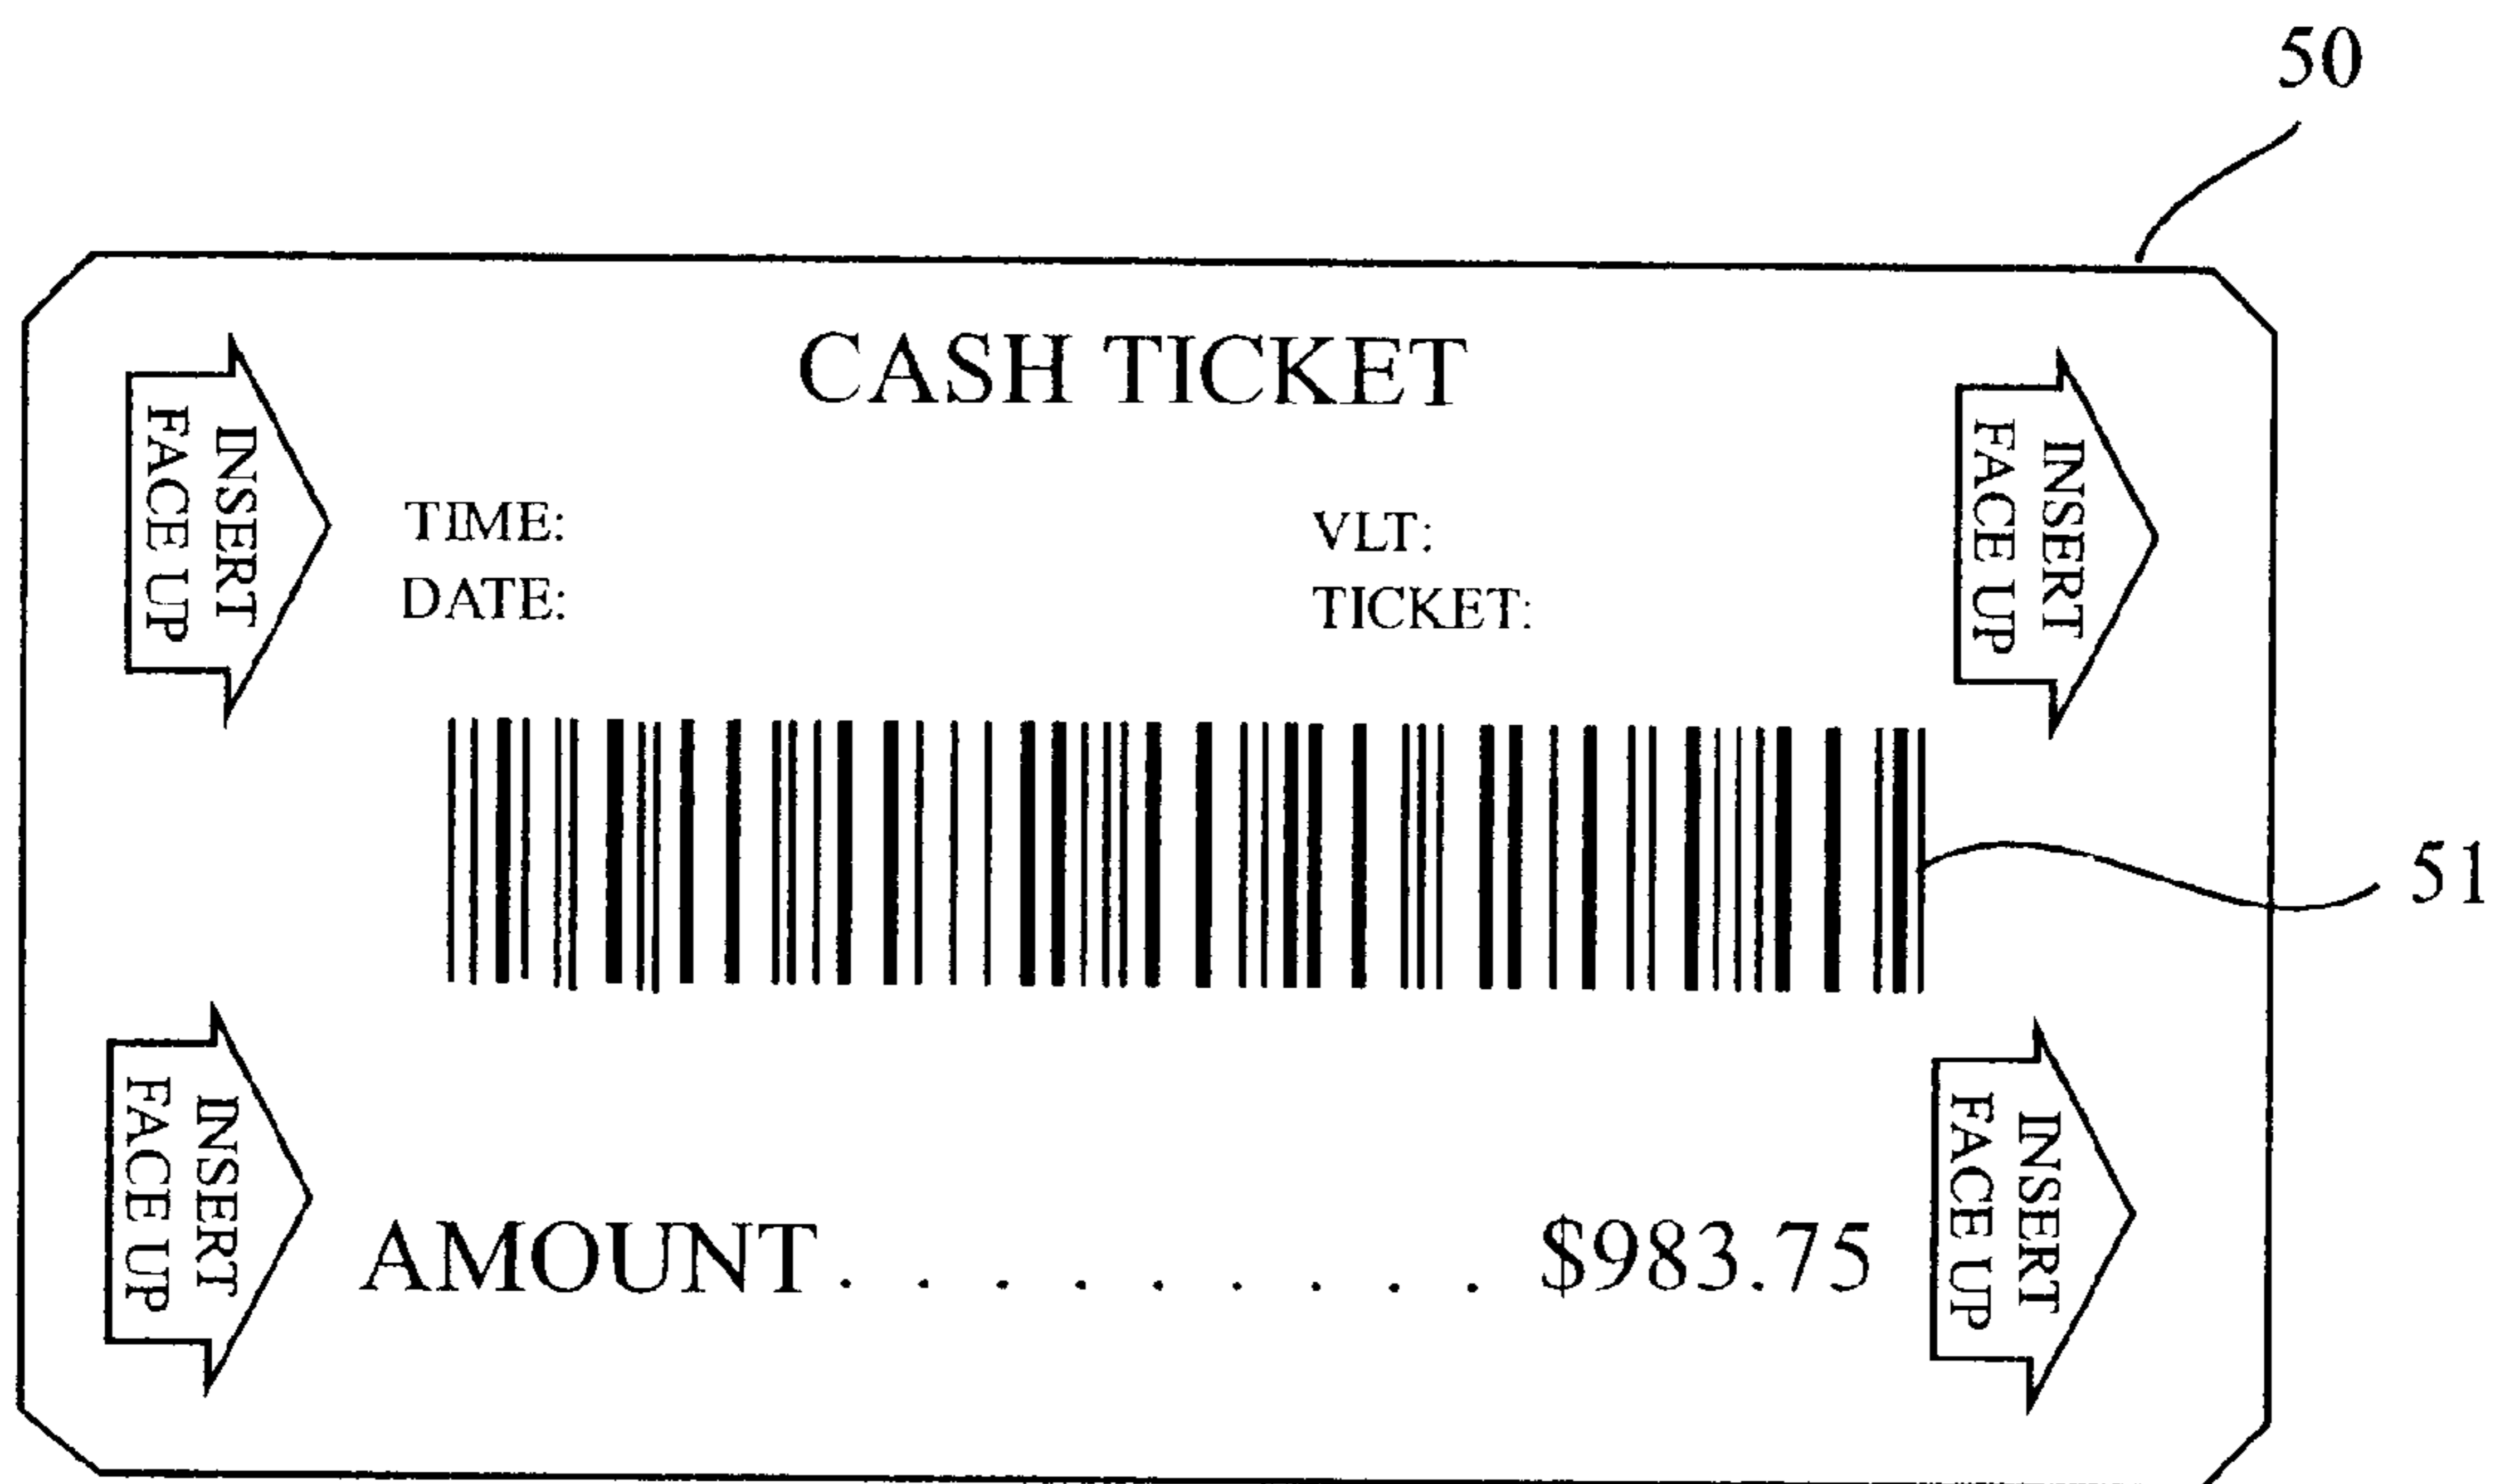 50
CASH TICKET
INSERT
FACE UP
INSERT
FACE UP
TIME:
VLT:
DATE:
TICKET:
51
INSERT
FACE UP
INSERT
FACE UP
AMOUNT . . . . . . . . . $983.75